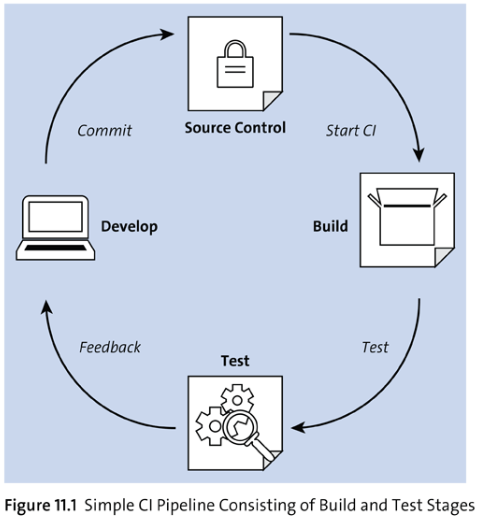 Commit
Source Control
Start CI
Develop
Build
Feedback
Test
Test
Figure 11.1 Simple CI Pipeline Consisting of Build and Test Stages